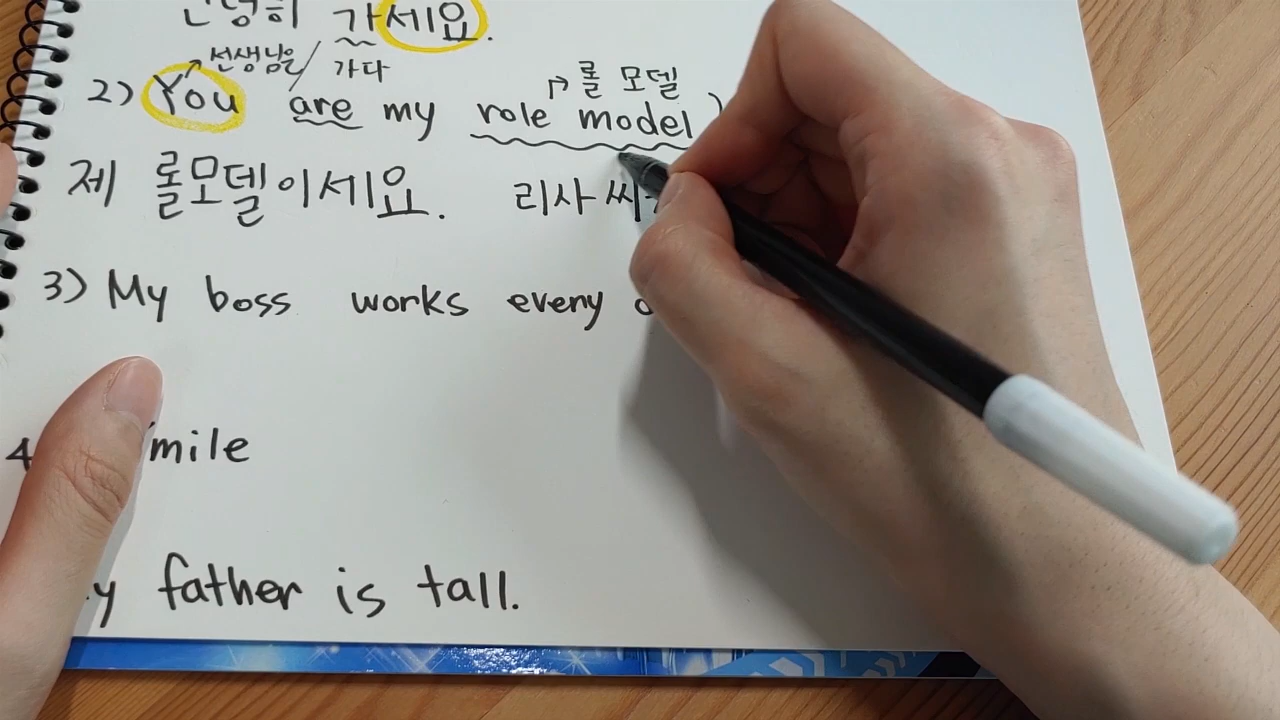 안녕히 가세요.
선생님은/ 가다
롤 모델
2) You are my role model
제 롤모델이세요. 리사 씨
3) My boss works every
4 mile
y father is tall.